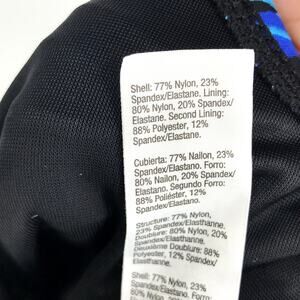 Shell: 77% Nylon, 23%
Spandex/Elastane. Lining:
80% Nylon, 20% Spandex/
Elastane. Second Lining:
88% Polyester, 12%
Spandex/Elastane.
Cubierta: 77% Nailon, 23%
Spandex/Elastano. Forro:
80% Nailon, 20% Spandex/
Elastano. Segundo Forro:
88% Poliéster, 12%
Spandex/Elastano.
Structure: 77% Nylon,
23% Spandex/Elasthanne.
Doublure: 80% Nylon, 20%
Spandex/Elasthanne.
Deuxième Doublure: 88%
Polyester, 12% Spandex/
Elasthanne.
Shell: 77% Nylon, 23%